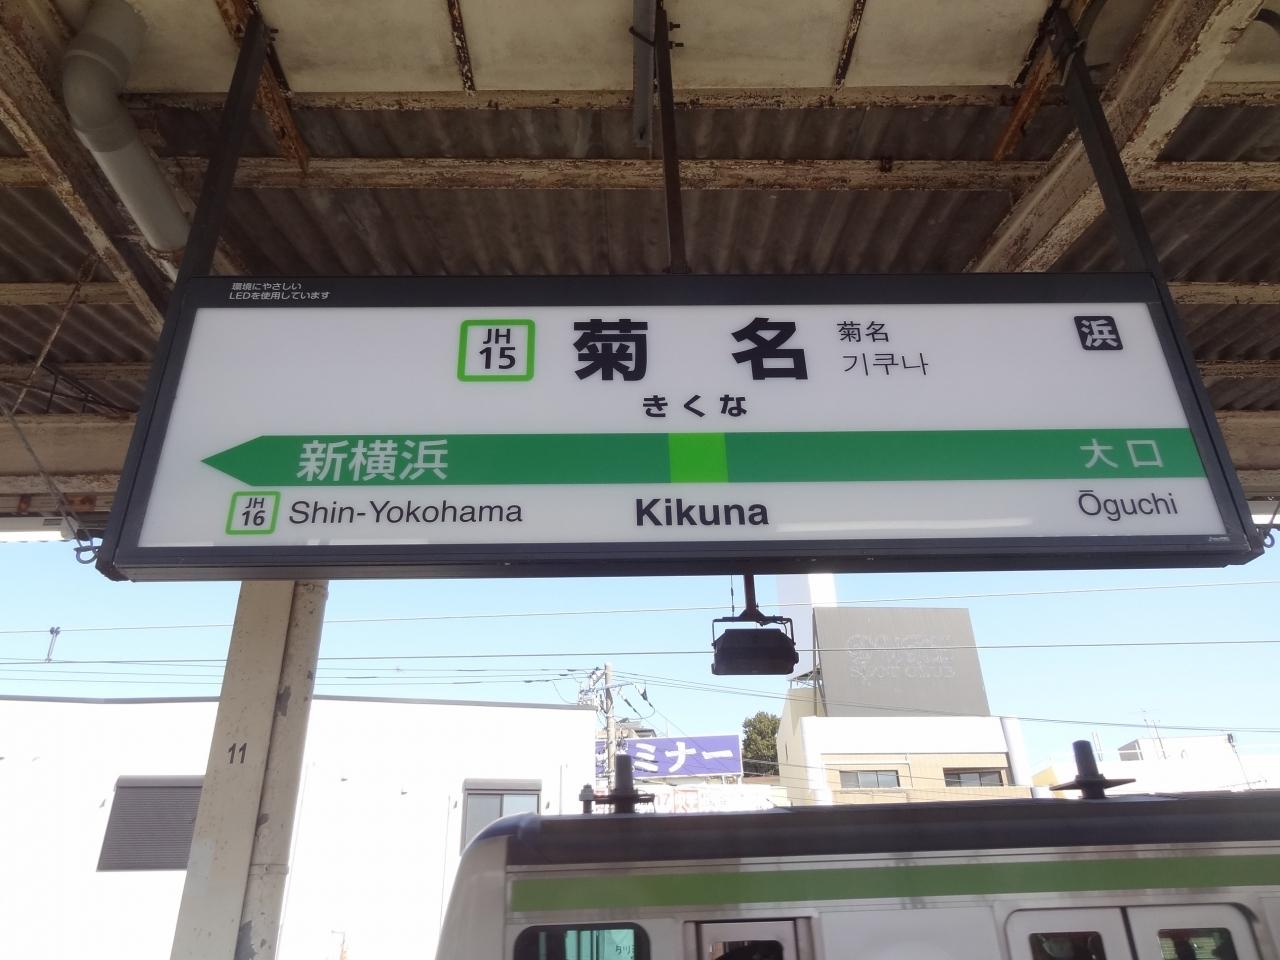 環境にやさしい
LEDを使用しています
JH
15
菊名
菊名
기쿠나
浜
きくな
新横浜
大口
JH
16
Shin-Yokohama
Kikuna
Ōguchi
11
ミナー